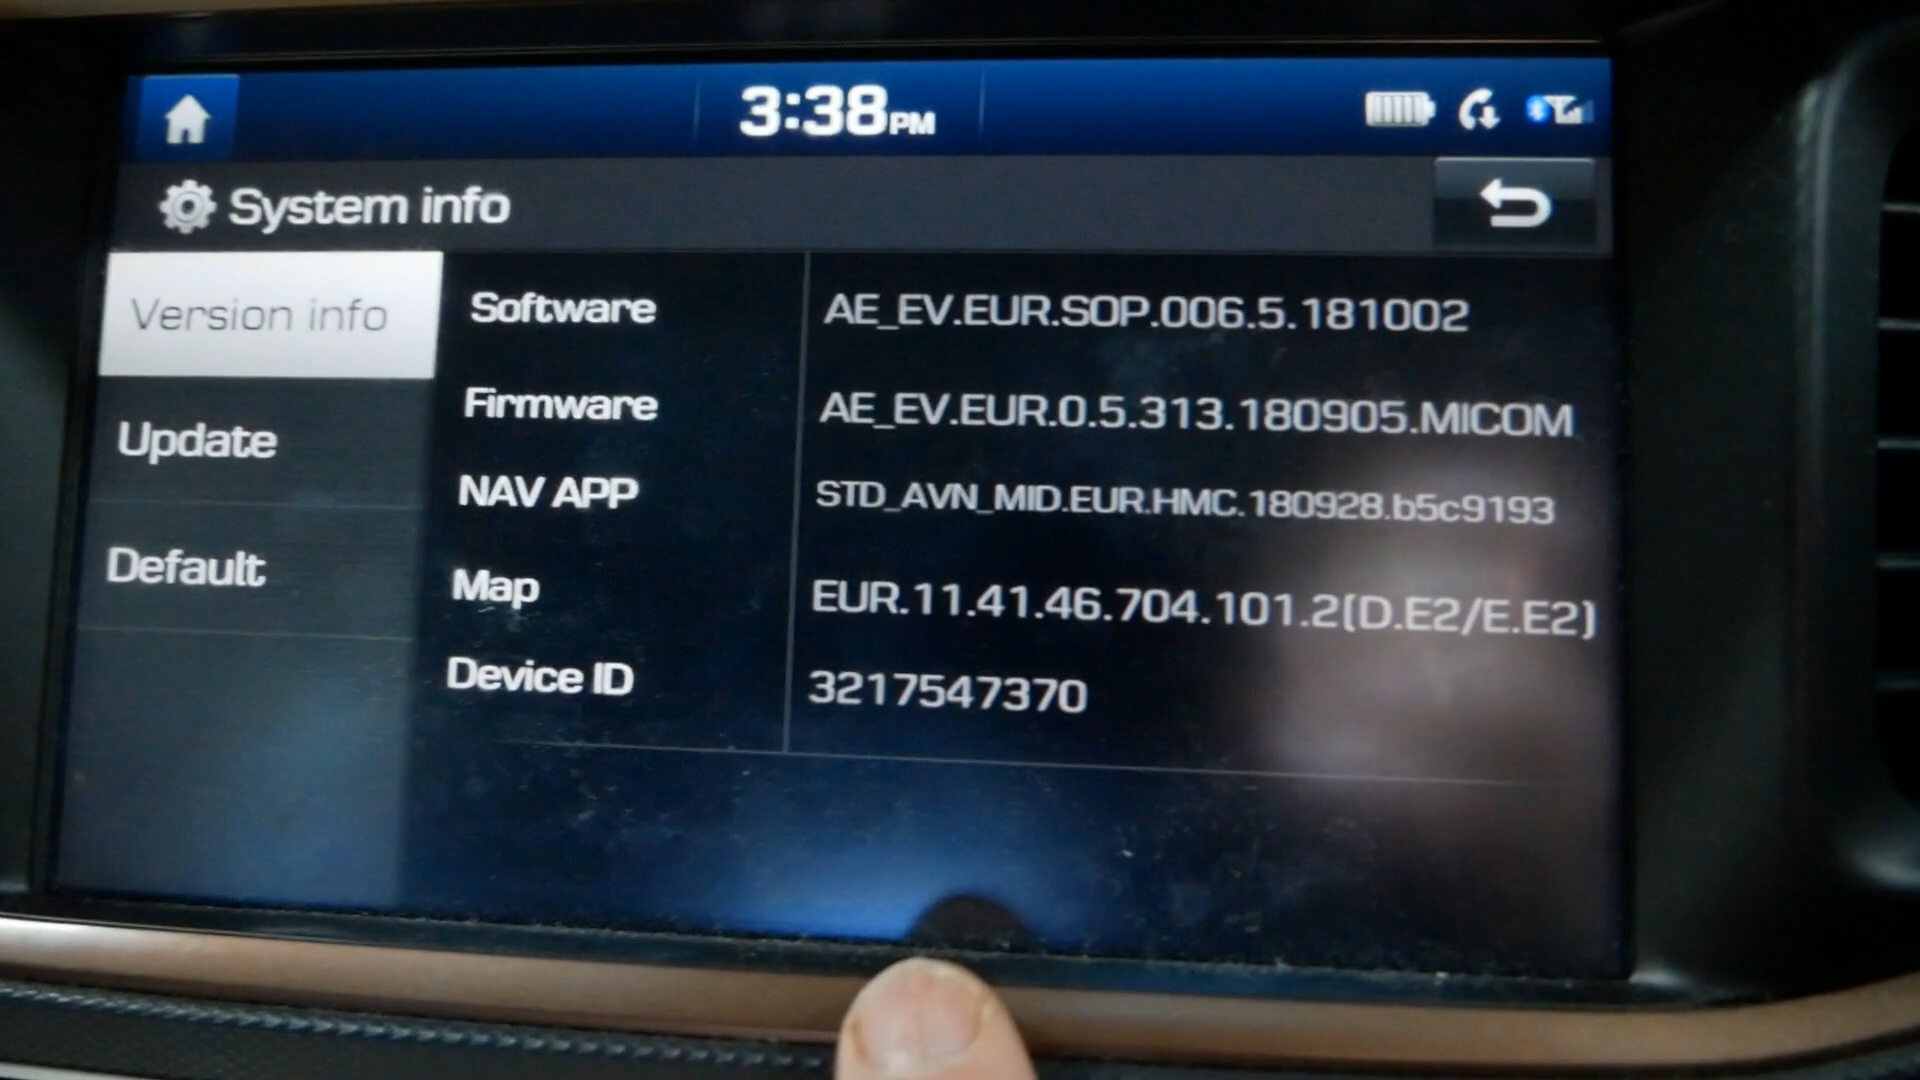 3:38PM
System info
Version info
Update
Default
Software AE_EV.EUR.SOP.006.5.181002
Firmware AE_EV.EUR.0.5.313.180905.MICOM
NAV APP STD_AVN_MID.EUR.HMC.180928.b5c9193
Map EUR.11.41.46.704.101.2(D.E2/E.E2)
Device ID 3217547370